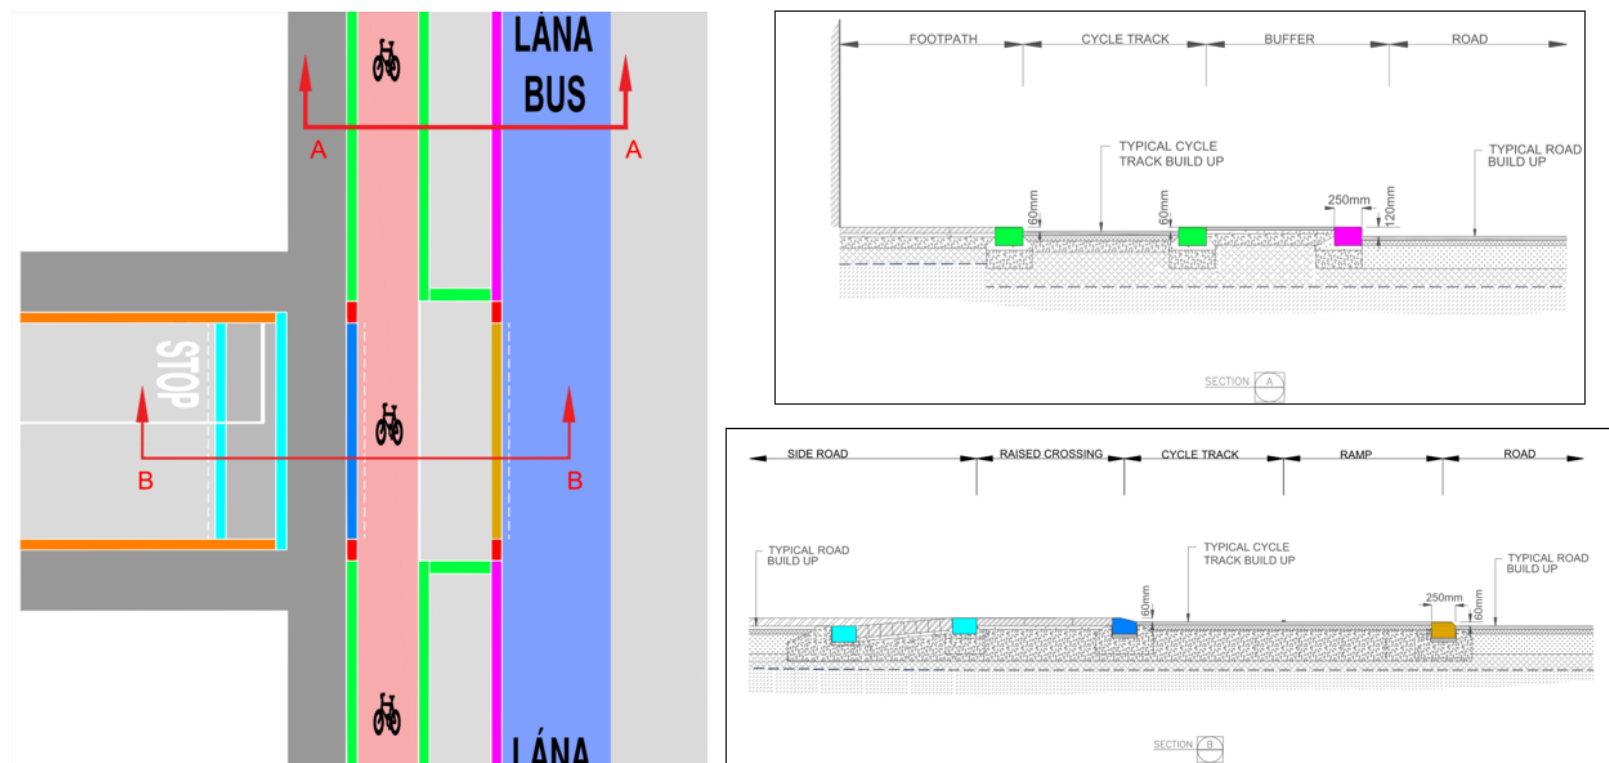 LÁNA
BUS
A
A
STOP
B
B
LÁNA
FOOTPATH
CYCLE TRACK
BUFFER
ROAD
TYPICAL CYCLE
TRACK BUILD UP
TYPICAL ROAD
BUILD UP
60mm
60mm
250mm
120mm
SECTION
A
SIDE ROAD
RAISED CROSSING
CYCLE TRACK
RAMP
ROAD
TYPICAL ROAD
BUILD UP
TYPICAL CYCLE
TRACK BUILD UP
TYPICAL ROAD
BUILD UP
60mm
250mm
60mm
SECTION
B